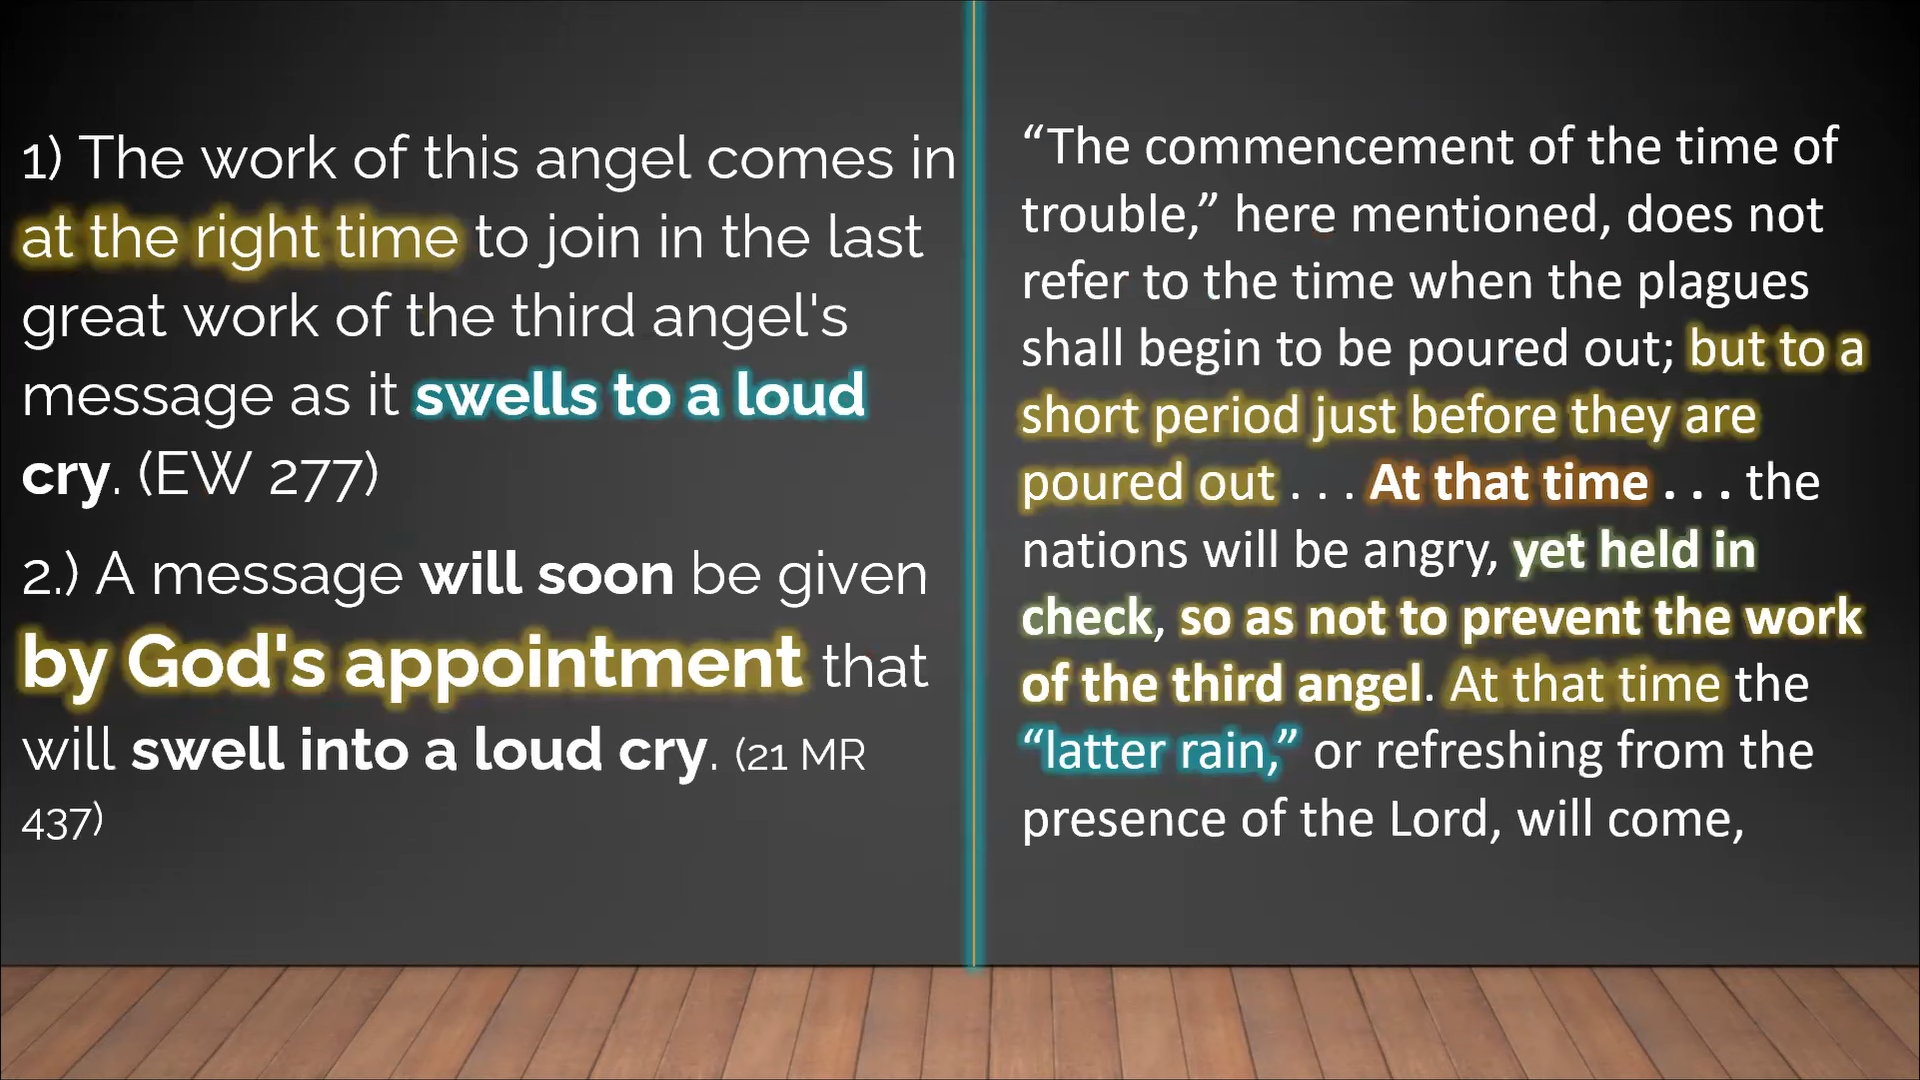 1) The work of this angel comes in
at the right time to join in the last
great work of the third angel's
message as it swells to a loud
cry. (EW 277)
2.) A message will soon be given
by God's appointment that
will swell into a loud cry. (21 MR
437)
“The commencement of the time of
trouble,” here mentioned, does not
refer to the time when the plagues
shall begin to be poured out; but to a
short period just before they are
poured out . . . At that time . . . the
nations will be angry, yet held in
check, so as not to prevent the work
of the third angel. At that time the
“latter rain,” or refreshing from the
presence of the Lord, will come,